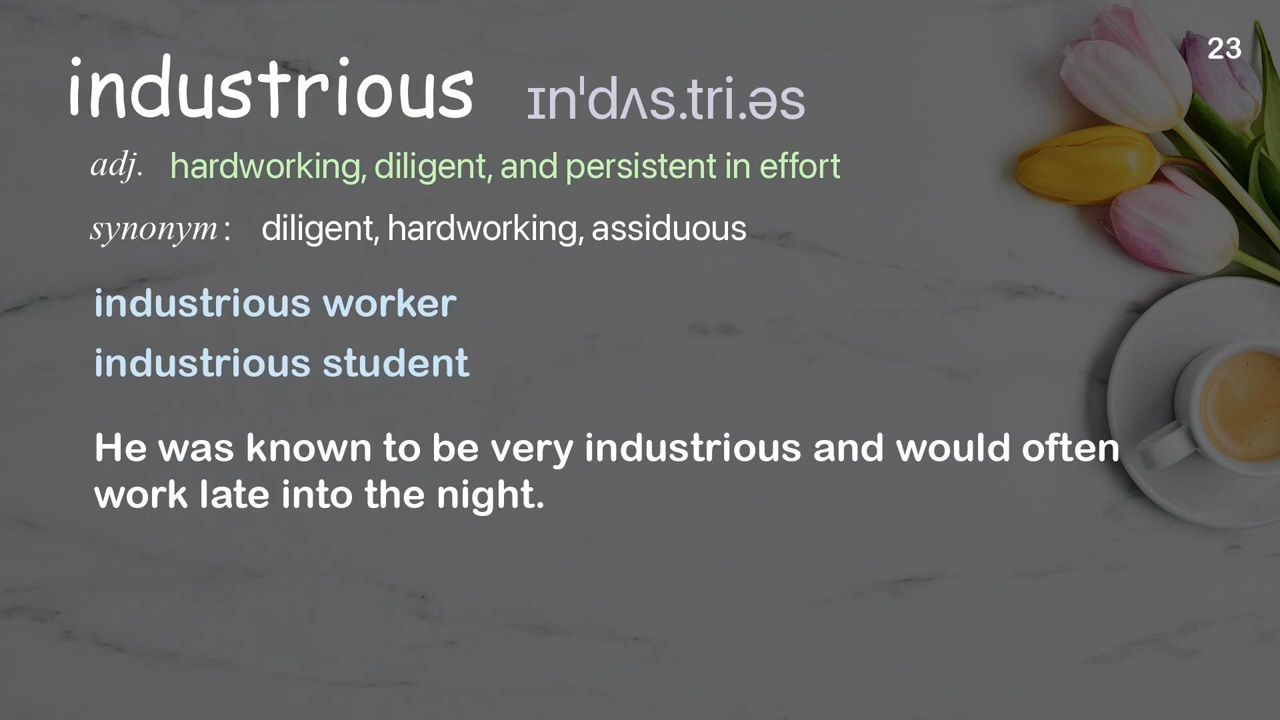 23
industrious ɪnˈdʌs.tri.əs
adj. hardworking, diligent, and persistent in effort
synonym: diligent, hardworking, assiduous
industrious worker
industrious student
He was known to be very industrious and would often
work late into the night.